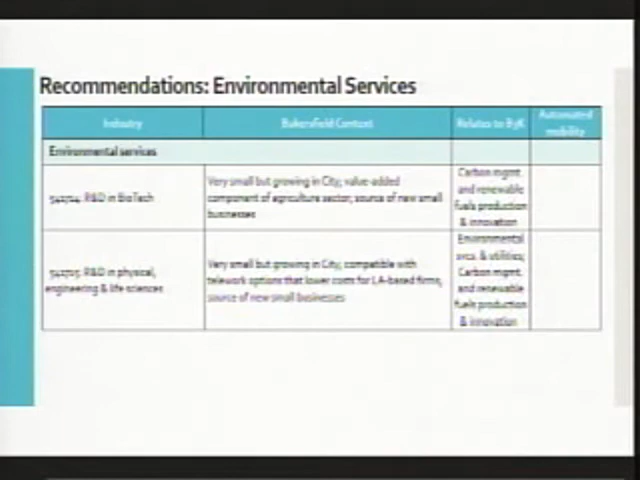 Recommendations: Environmental Services
Industry
Bakersfield Context
Relates to B3K
Automated
mobility
Environmental services
541714: R&D in BioTech
Very small but growing in City; value-added
component of agriculture sector; source of new small
businesses
Carbon mgmt
and renewable
fuels production
& innovation
541715: R&D in physical,
engineering & life sciences
Very small but growing in City; compatible with
telework options that lower costs for LA-based firms;
source of new small businesses
Environmental
svcs. & utilities;
Carbon mgmt.
and renewable
fuels production
& innovation